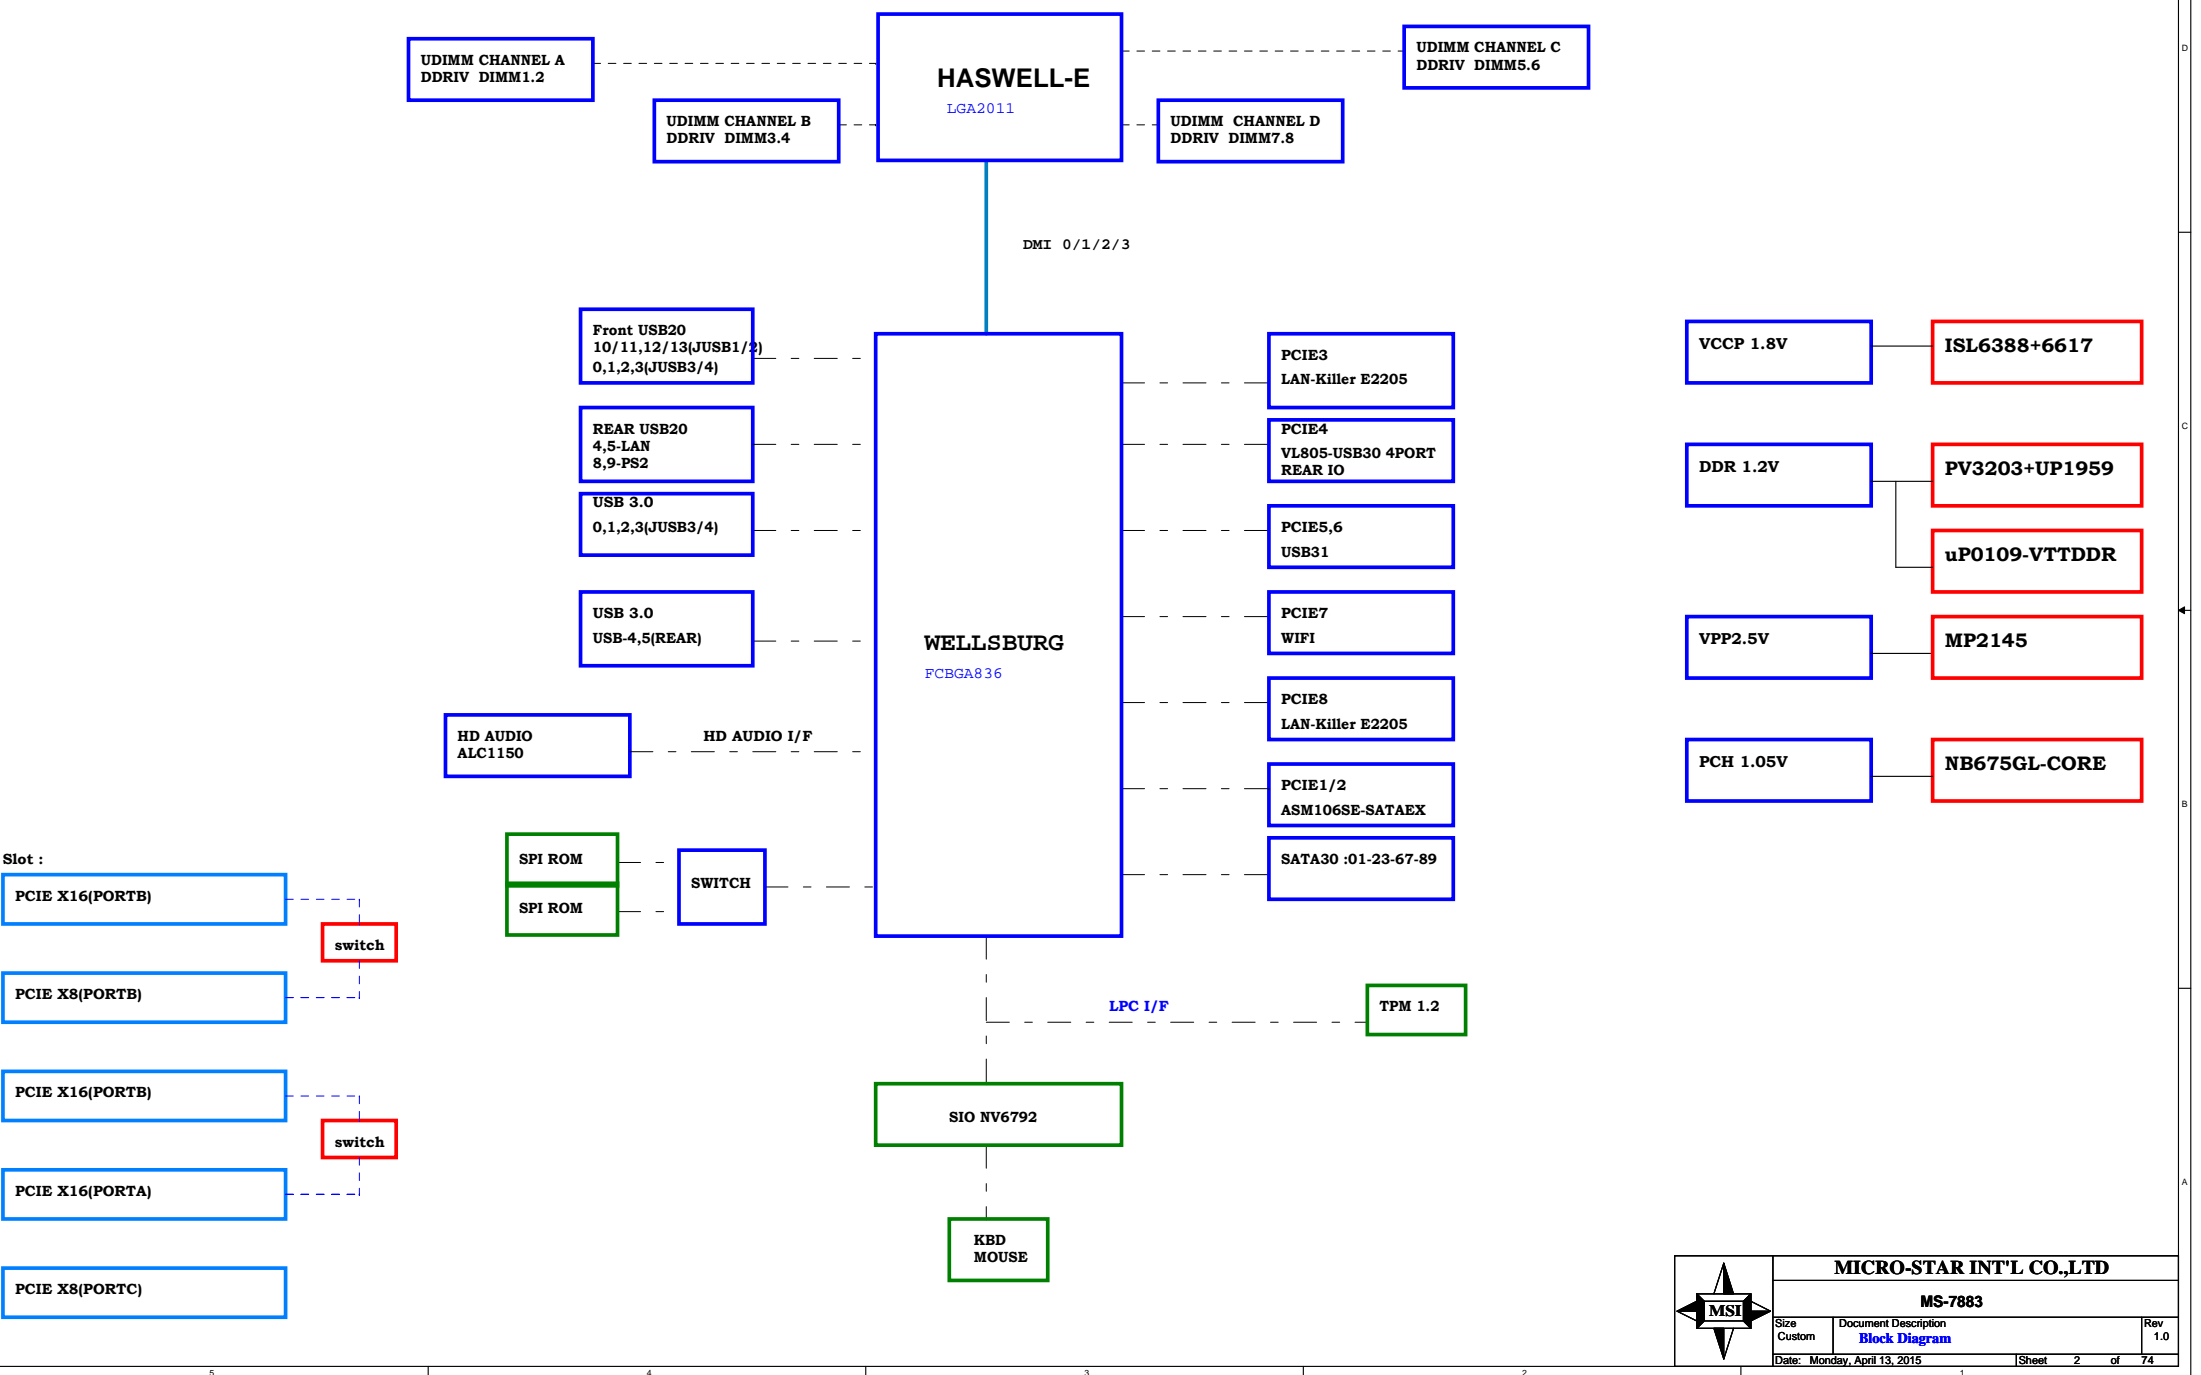 UDIMM CHANNEL A
DDRIV  DIMM1.2
UDIMM CHANNEL B
DDRIV  DIMM3.4
HASWELL-E
LGA2011
UDIMM CHANNEL C
DDRIV  DIMM5.6
UDIMM  CHANNEL D
DDRIV  DIMM7.8
DMI 0/1/2/3
Front USB20
10/11,12/13(JUSB1/2)
0,1,2,3(JUSB3/4)
REAR USB20
4,5-LAN
8,9-PS2
USB 3.0
0,1,2,3(JUSB3/4)
USB 3.0
USB-4,5(REAR)
HD AUDIO
ALC1150
HD AUDIO I/F
SPI ROM
SPI ROM
SWITCH
WELLSBURG
FCBGA836
PCIE3
LAN-Killer E2205
PCIE4
VL805-USB30 4PORT
REAR IO
PCIE5,6
USB31
PCIE7
WIFI
PCIE8
LAN-Killer E2205
PCIE1/2
ASM106SE-SATAEX
SATA30 :01-23-67-89
VCCP 1.8V
ISL6388+6617
DDR 1.2V
PV3203+UP1959
uP0109-VTTDDR
VPP2.5V
MP2145
PCH 1.05V
NB675GL-CORE
Slot :
PCIE X16(PORTB)
switch
PCIE X8(PORTB)
PCIE X16(PORTB)
switch
PCIE X16(PORTA)
PCIE X8(PORTC)
LPC I/F
TPM 1.2
SIO NV6792
KBD
MOUSE
MSI
MICRO-STAR INT'L CO.,LTD
MS-7883
Size
Custom
Document Description
Block Diagram
Rev
1.0
Date: Monday, April 13, 2015
Sheet 2 of 74
D
C
B
A
5 4 3 2 1